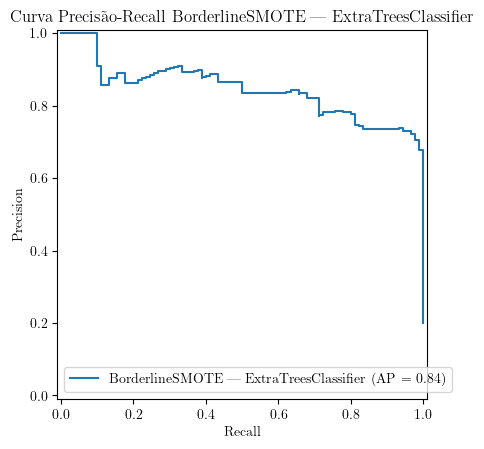 Curva Precisão-Recall BorderlineSMOTE — ExtraTreesClassifier
1.0
0.8
0.6
0.4
0.2
0.0
Precision
BorderlineSMOTE — ExtraTreesClassifier (AP = 0.84)
0.0 0.2 0.4 0.6 0.8 1.0
Recall